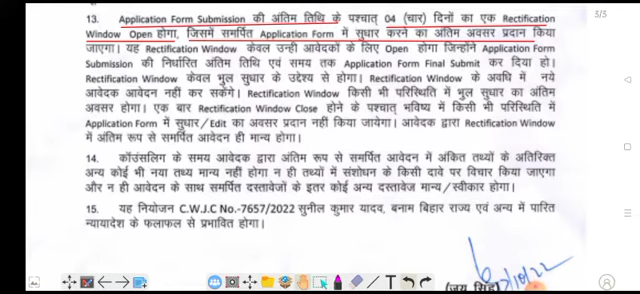 5/5
13. Application Form Submission की अंतिम तिथि के पश्चात् 04 (चार) दिनों का एक Rectification
Window Open होगा, जिसमें समर्पित Application Form में सुधार करने का अंतिम अवसर प्रदान किया
जाएगा। यह Rectification Window केवल उन्हीं आवेदकों के लिए Open होगा जिन्होंने Application Form
Submission की निर्धारित अंतिम तिथि एवं समय तक Application Form Final Submit कर दिया हो।
Rectification Window केवल भुल सुधार के उद्देश्य से होगा। Rectification Window के अवधि में नये
आवेदक आवेदन नहीं कर सकेंगे। Rectification Window किसी भी परिस्थिति में भुल सुधार का अंतिम
अवसर होगा। एक बार Rectification Window Close होने के पश्चात् भविष्य में किसी भी परिस्थिति में
Application Form में सुधार/Edit का अवसर प्रदान नहीं किया जायेगा। आवेदक द्वारा Rectification Window
में अंतिम रूप से समर्पित आवेदन ही मान्य होगा।
14. कॉउंसलिग के समय आवेदक द्वारा अंतिम रूप से समर्पित आवेदन में अंकित तथ्यों के अतिरिक्त
अन्य कोई भी नया तथ्य मान्य नहीं होगा न ही तथ्यों में संशोधन के किसी दावे पर विचार किया जाएगा
और न ही आवेदन के साथ समर्पित दस्तावेजों के इतर कोई अन्य दस्तावेज मान्य/स्वीकार होगा।
15. यह नियोजन C.W.J.C No.-7657/2022 सुनील कुमार यादव, बनाम बिहार राज्य एवं अन्य में पारित
न्यायादेश के फलाफल से प्रभावित होगा।
(जय सिंह)